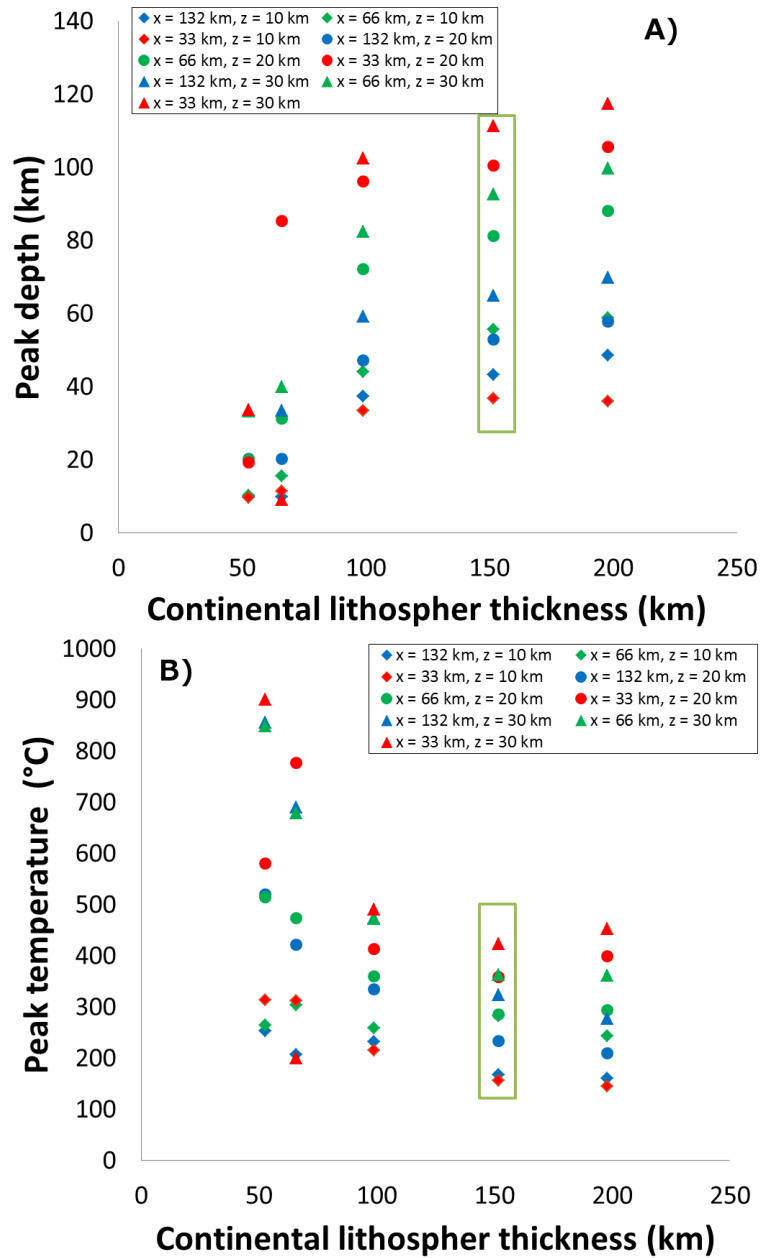 140
120
100
80
60
40
20
0
Peak depth (km)
x = 132 km, z = 10 km x = 66 km, z = 10 km
x = 33 km, z = 10 km x = 132 km, z = 20 km
x = 66 km, z = 20 km x = 33 km, z = 20 km
x = 132 km, z = 30 km x = 66 km, z = 30 km
x = 33 km, z = 30 km
A)
0 50 100 150 200 250
Continental lithospher thickness (km)
1000
900
800
700
600
500
400
300
200
100
0
Peak temperature (°C)
B)
x = 132 km, z = 10 km x = 66 km, z = 10 km
x = 33 km, z = 10 km x = 132 km, z = 20 km
x = 66 km, z = 20 km x = 33 km, z = 20 km
x = 132 km, z = 30 km x = 66 km, z = 30 km
x = 33 km, z = 30 km
0 50 100 150 200 250
Continental lithospher thickness (km)